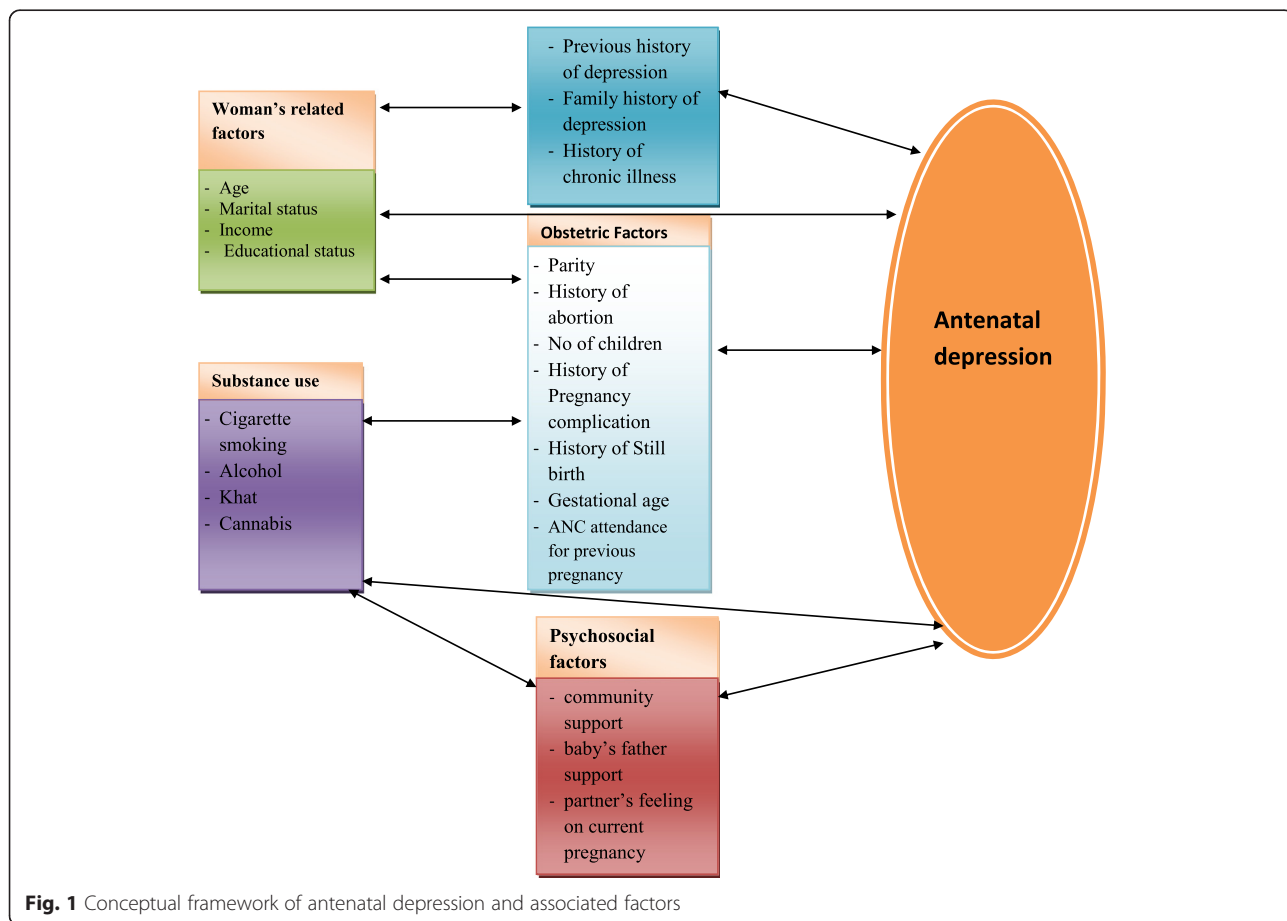 - Previous history
of depression
- Family history of
depression
- History of
chronic illness
Woman's related
factors
- Age
- Marital status
- Income
- Educational status
Obstetric Factors
- Parity
- History of
abortion
- No of children
- History of
Pregnancy
complication
- History of Still
birth
- Gestational age
- ANC attendance
for previous
pregnancy
Antenatal
depression
Substance use
- Cigarette
smoking
- Alcohol
- Khat
- Cannabis
Psychosocial
factors
- community
support
- baby's father
support
- partner's feeling
on current
pregnancy
Fig. 1 Conceptual framework of antenatal depression and associated factors